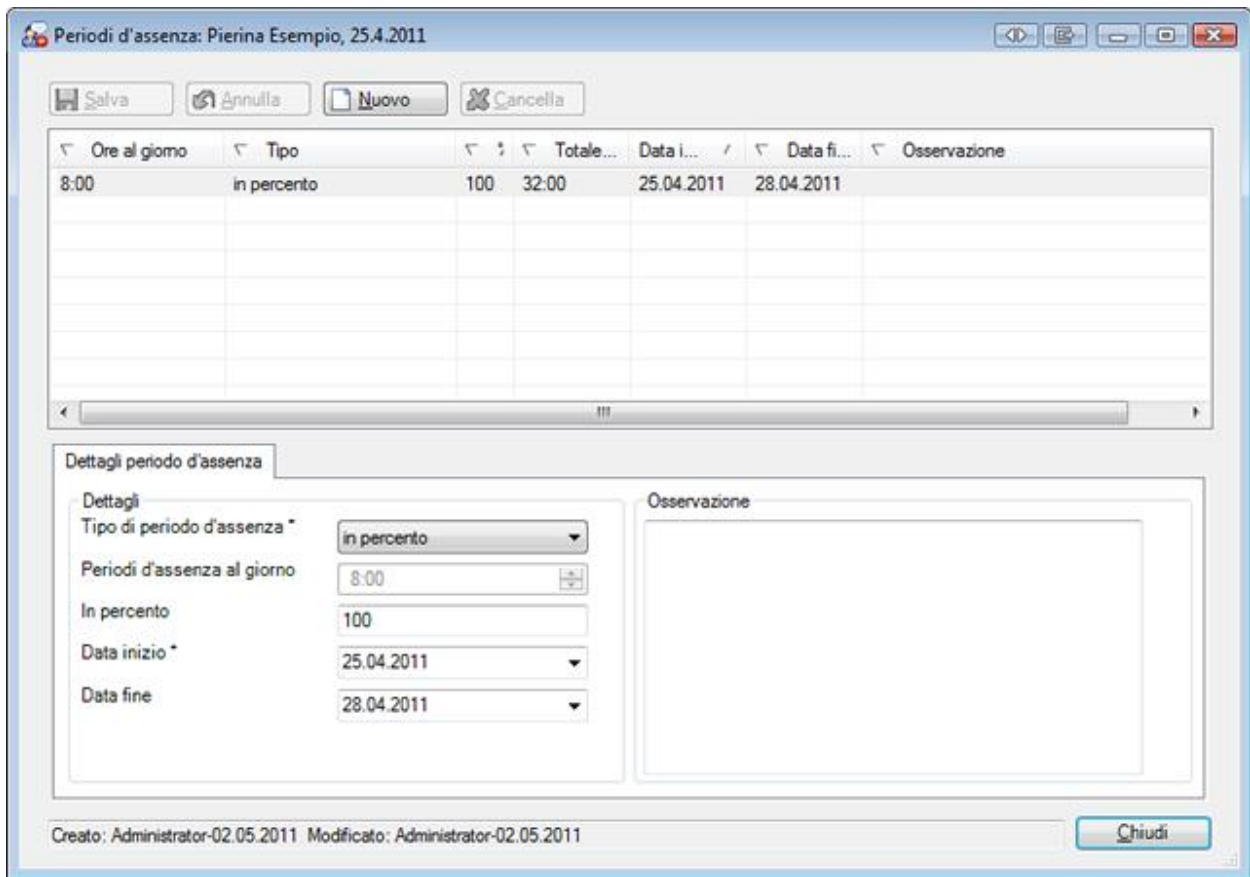 Periodi d'assenza: Pierina Esempio, 25.4.2011
Salva Annulla Nuovo Cancella
Ore al giorno Tipo Totale... Data i... Data fi... Osservazione
8:00 in percento 100 32:00 25.04.2011 28.04.2011
Dettagli periodo d'assenza
Dettagli
Tipo di periodo d'assenza * in percento
Periodi d'assenza al giorno 8:00
In percento 100
Data inizio * 25.04.2011
Data fine 28.04.2011
Osservazione
Creato: Administrator-02.05.2011 Modificato: Administrator-02.05.2011
Chiudi